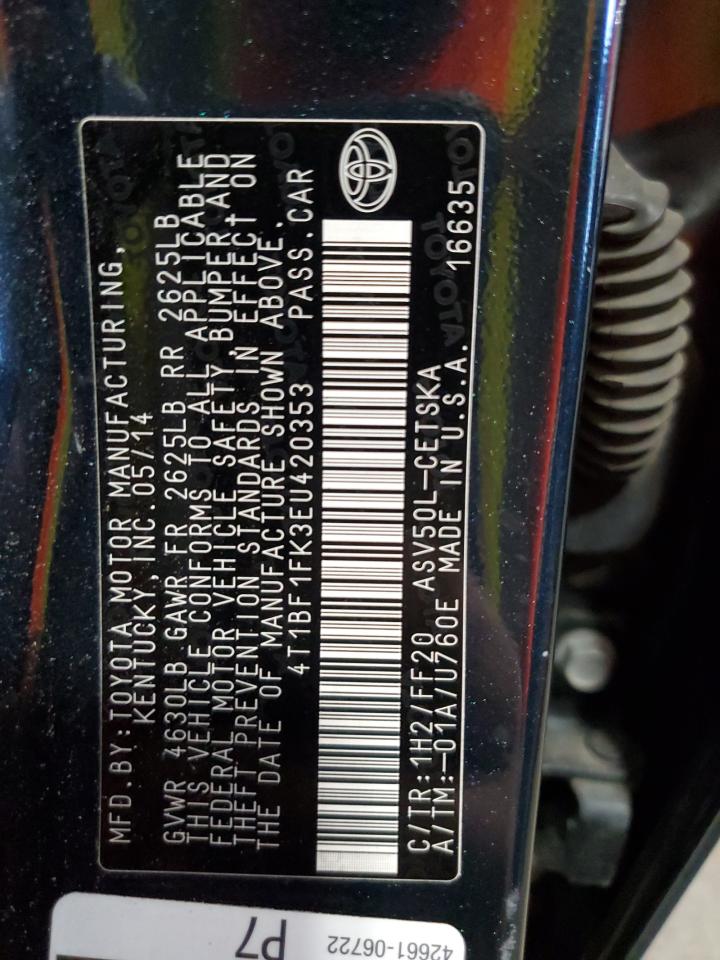 MFD.BY:TOYOTA MOTOR MANUFACTURING,
KENTUCKY, INC.05/14
GVWR 4630LB GAWR FR 2625LB RR 2625LB
THIS VEHICLE CONFORMS TO ALL APPLICABLE
FEDERAL MOTOR VEHICLE SAFETY, BUMPER, AND
THEFT PREVENTION STANDARDS IN EFFECT ON
THE DATE OF MANUFACTURE SHOWN ABOVE.
4T1BF1FK3EU420353 PASS.CAR
C/TR:1H2/FF20 ASV50L-CETSKA
A/TM:-01A/U760E MADE IN U.S.A. 16635
TOYOTA
TOYOTA
P7
42661-06722